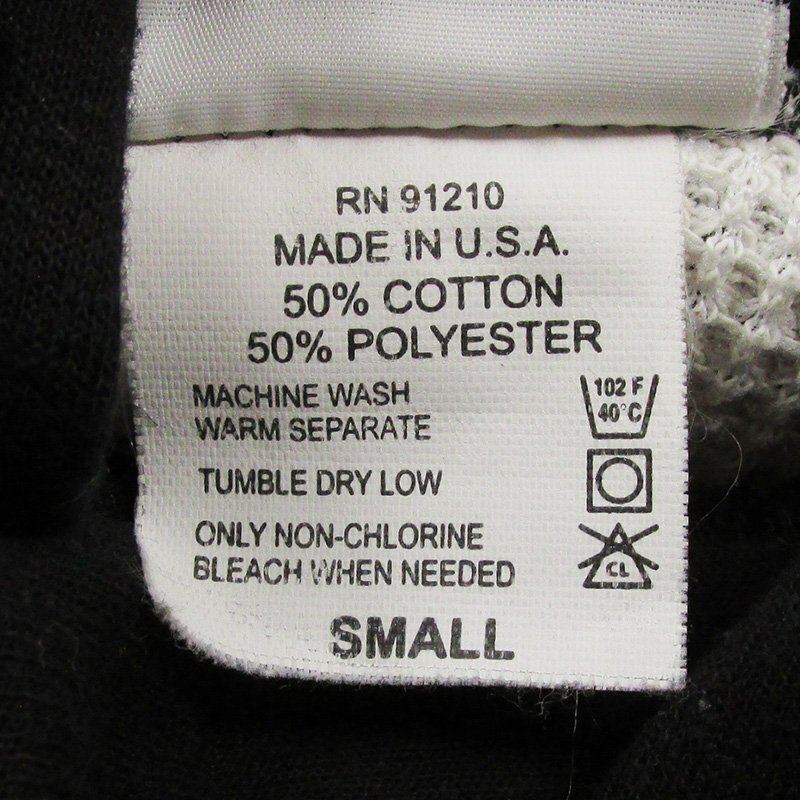 RN 91210
MADE IN U.S.A.
50% COTTON
50% POLYESTER
MACHINE WASH
WARM SEPARATE
102 F
40°C
TUMBLE DRY LOW
ONLY NON-CHLORINE
BLEACH WHEN NEEDED
CL
SMALL